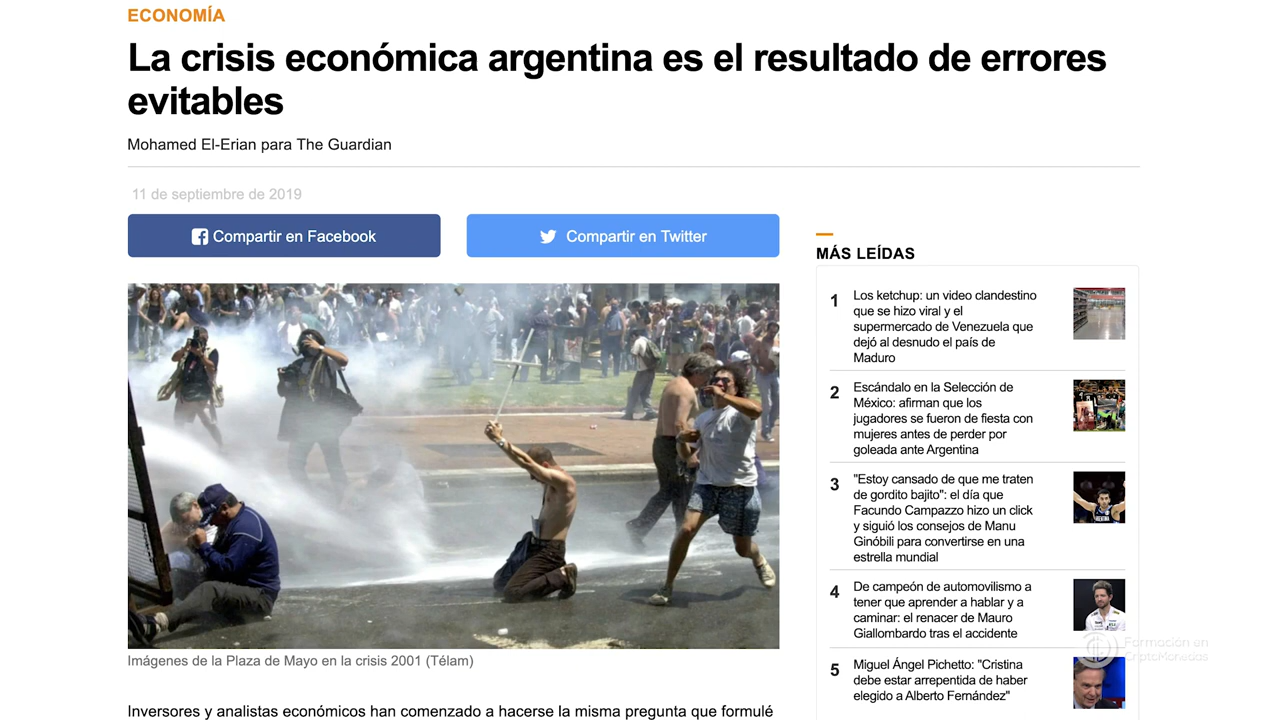 ECONOMÍA
La crisis económica argentina es el resultado de errores
evitables
Mohamed El-Erian para The Guardian
11 de septiembre de 2019
Compartir en Facebook
Compartir en Twitter
Imágenes de la Plaza de Mayo en la crisis 2001 (Télam)
Inversores y analistas económicos han comenzado a hacerse la misma pregunta que formulé
MÁS LEÍDAS
1
Los ketchup: un video clandestino
que se hizo viral y el
supermercado de Venezuela que
dejó al desnudo el país de
Maduro
2
Escándalo en la Selección de
México: afirman que los
jugadores se fueron de fiesta con
mujeres antes de perder por
goleada ante Argentina
3
"Estoy cansado de que me traten
de gordito bajito": el día que
Facundo Campazzo hizo un click
y siguió los consejos de Manu
Ginóbili para convertirse en una
estrella mundial
4
De campeón de automovilismo a
tener que aprender a hablar y a
caminar: el renacer de Mauro
Giallombardo tras el accidente
5
Miguel Ángel Pichetto: "Cristina
debe estar arrepentida de haber
elegido a Alberto Fernández"
Formación en
CriptoMonedas